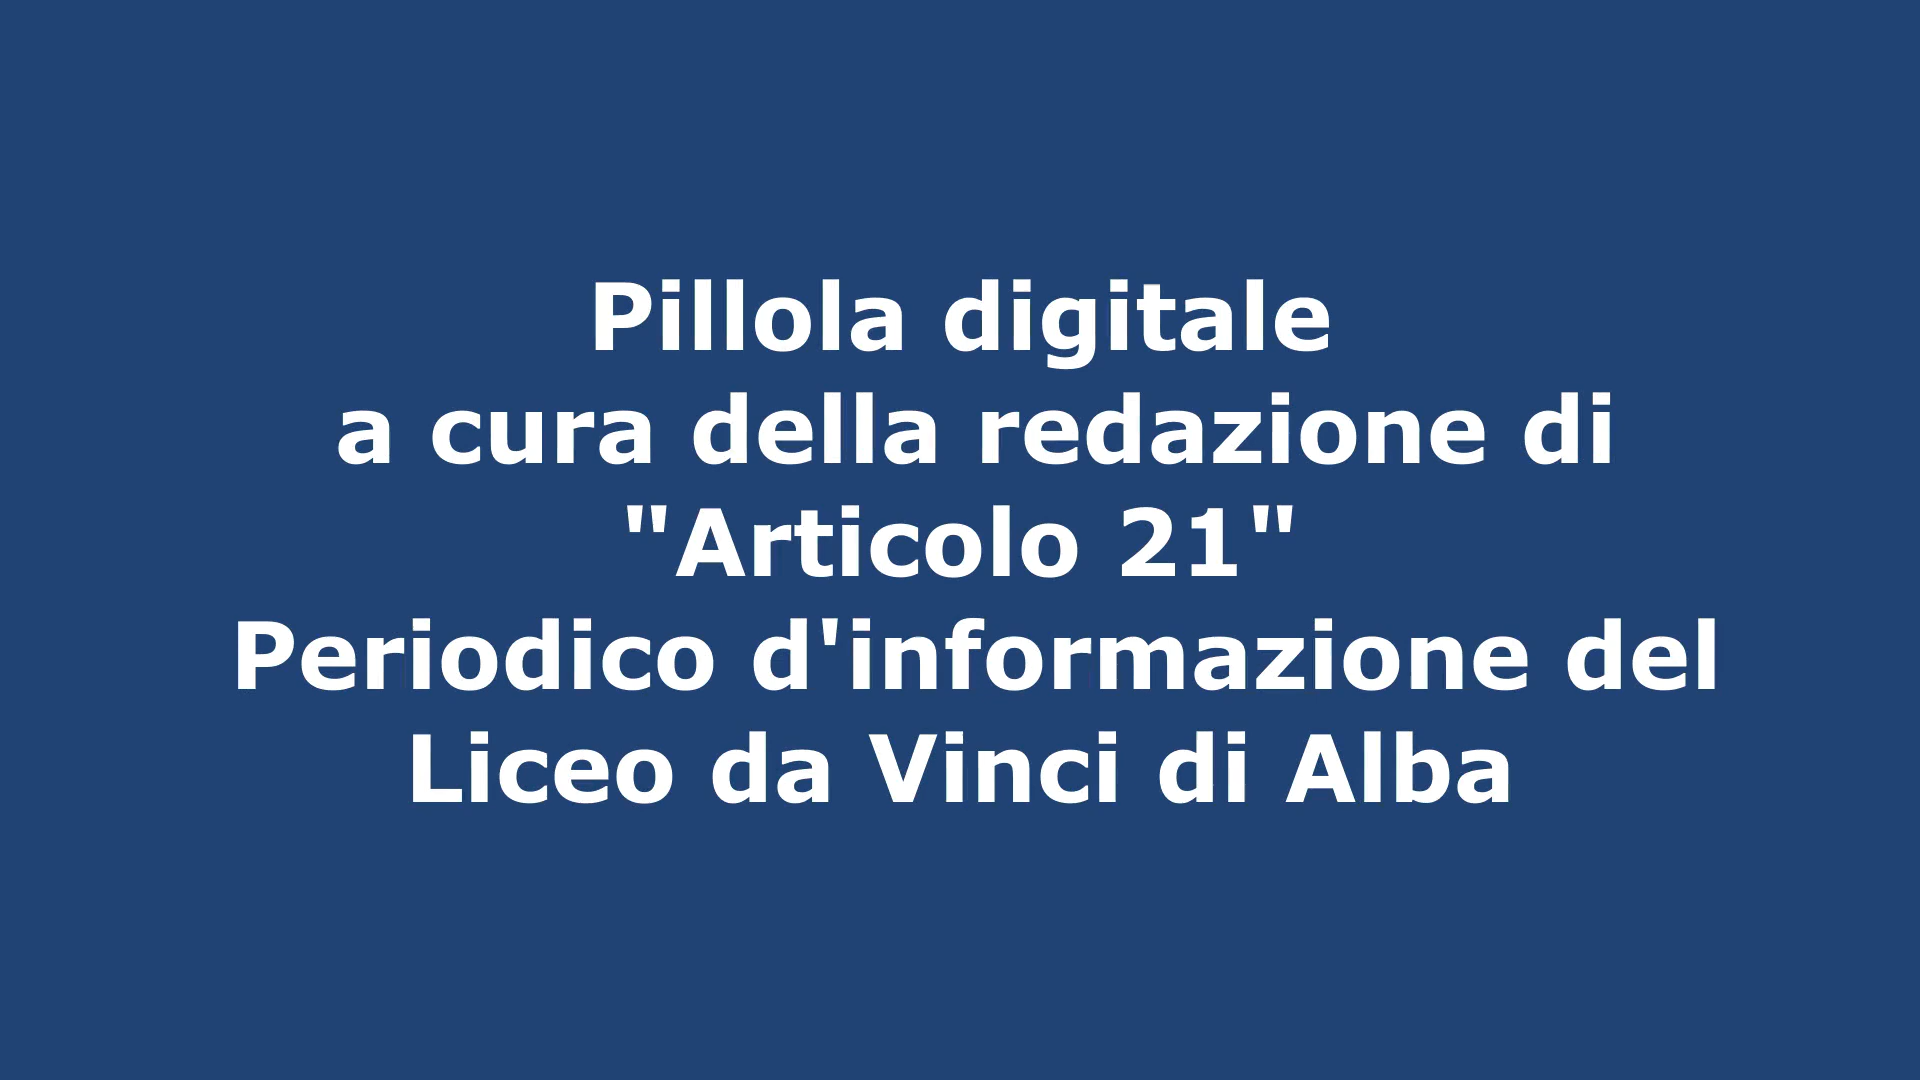 Pillola digitale
a cura della redazione di
"Articolo 21"
Periodico d'informazione del
Liceo da Vinci di Alba